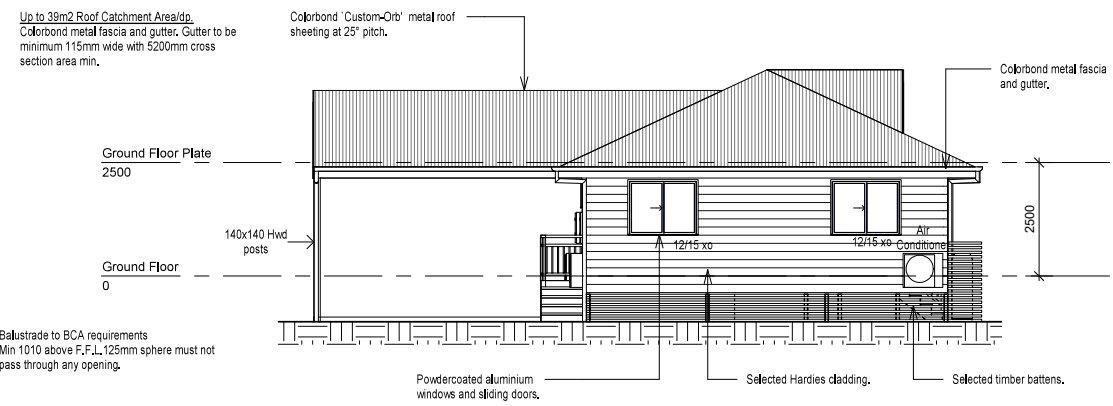 Up to 39m2 Roof Catchment Area/dp.
Colorbond metal fascia and gutter. Gutter to be
minimum 115mm wide with 5200mm cross
section area min.
Colorbond `Custom-Orb' metal roof
sheeting at 25° pitch.
Colorbond metal fascia
and gutter.
Ground Floor Plate
2500
2500
140x140 Hwd
posts
12/15 xo
12/15 xo
Air
Conditione
Ground Floor
0
Balustrade to BCA requirements
Min 1010 above F.F.L.125mm sphere must not
pass through any opening.
Powdercoated aluminium
windows and sliding doors.
Selected Hardies cladding.
Selected timber battens.